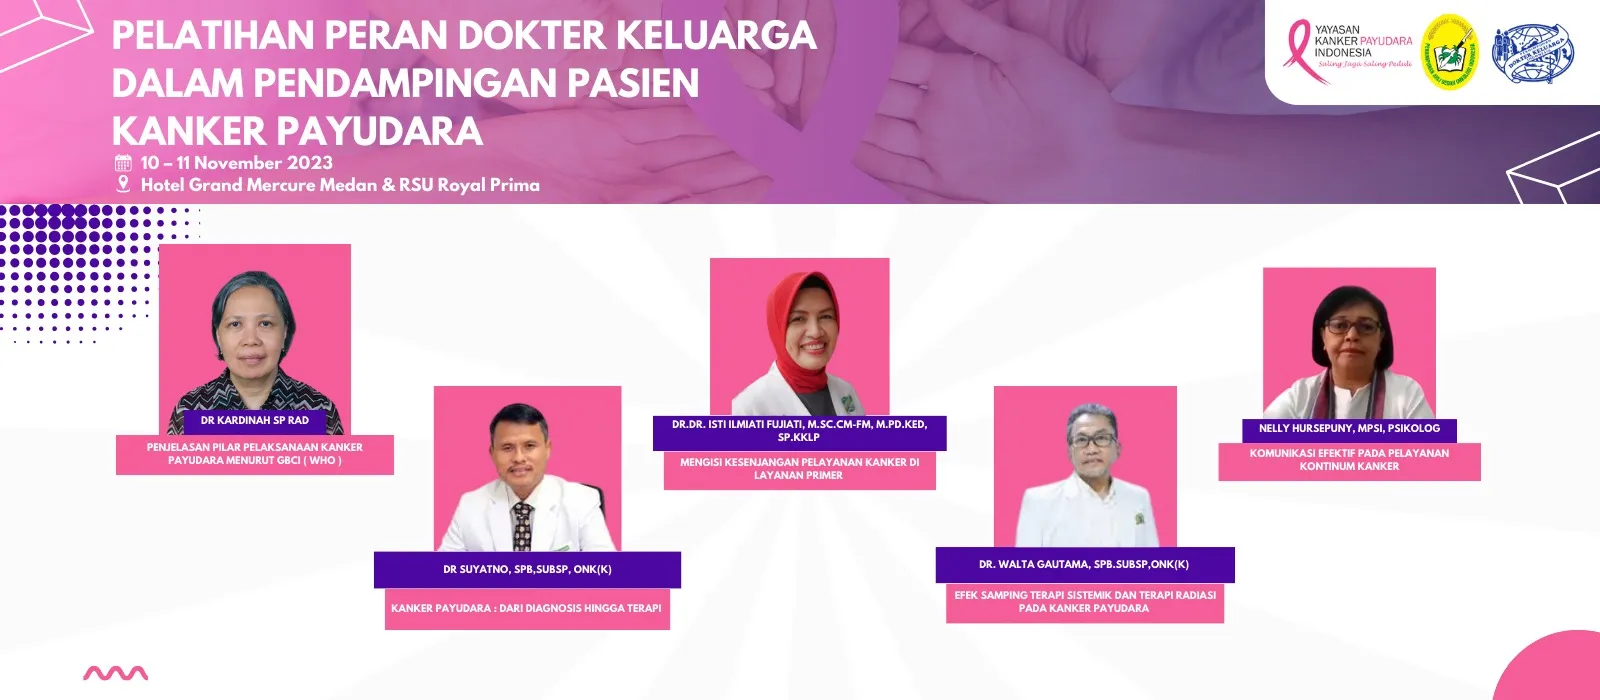 PELATIHAN PERAN DOKTER KELUARGA
DALAM PENDAMPINGAN PASIEN
KANKER PAYUDARA
10 – 11 November 2023
Hotel Grand Mercure Medan & RSU Royal Prima
YAYASAN
KANKER PAYUDARA
INDONESIA
Saling Jaga Saling Peduli
DOKTER KELUARGA
DR KARDINAH SP RAD
PENJELASAN PILAR PELAKSANAAN KANKER
PAYUDARA MENURUT GBCI ( WHO )
DR SUYATNO, SPB,SUBSP, ONK(K)
KANKER PAYUDARA : DARI DIAGNOSIS HINGGA TERAPI
DR.DR. ISTI ILMIATI FUJIATI, M.SC.CM-FM, M.PD.KED,
SP.KKLP
MENGISI KESENJANGAN PELAYANAN KANKER DI
LAYANAN PRIMER
DR. WALTA GAUTAMA, SPB.SUBSP,ONK(K)
EFEK SAMPING TERAPI SISTEMIK DAN TERAPI RADIASI
PADA KANKER PAYUDARA
NELLY HURSEPUNY, MPSI, PSIKOLOG
KOMUNIKASI EFEKTIF PADA PELAYANAN
KONTINUM KANKER